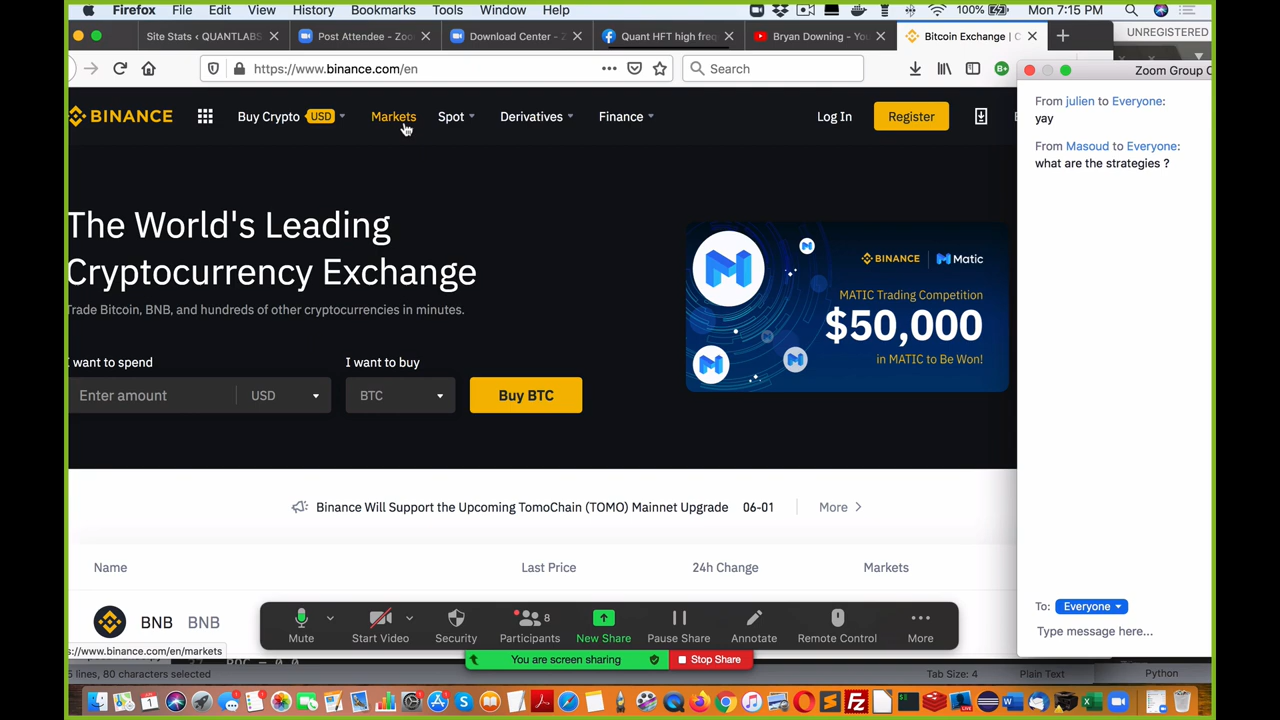 Firefox File Edit View History Bookmarks Tools Window Help 100% Mon 7:15 PM
Site Stats ‹ QUANTLABS Post Attendee - Zoo Download Center - Z Quant HFT high freq Bryan Downing - You Bitcoin Exchange | C UNREGISTERED
https://www.binance.com/en Search
Zoom Group C
BINANCE Buy Crypto USD Markets Spot Derivatives Finance Log In Register
From julien to Everyone:
yay
From Masoud to Everyone:
what are the strategies ?
The World's Leading
Cryptocurrency Exchange
Trade Bitcoin, BNB, and hundreds of other cryptocurrencies in minutes.
BINANCE Matic
MATIC Trading Competition
$50,000
in MATIC to Be Won!
I want to spend I want to buy
Enter amount USD BTC Buy BTC
Binance Will Support the Upcoming TomoChain (TOMO) Mainnet Upgrade 06-01 More
Name Last Price 24h Change Markets
BNB BNB
To: Everyone
Type message here...
8
Mute Start Video Security Participants New Share Pause Share Annotate Remote Control More
s://www.binance.com/en/markets
You are screen sharing Stop Share
5 lines, 80 characters selected Tab Size: 4 Plain Text Python